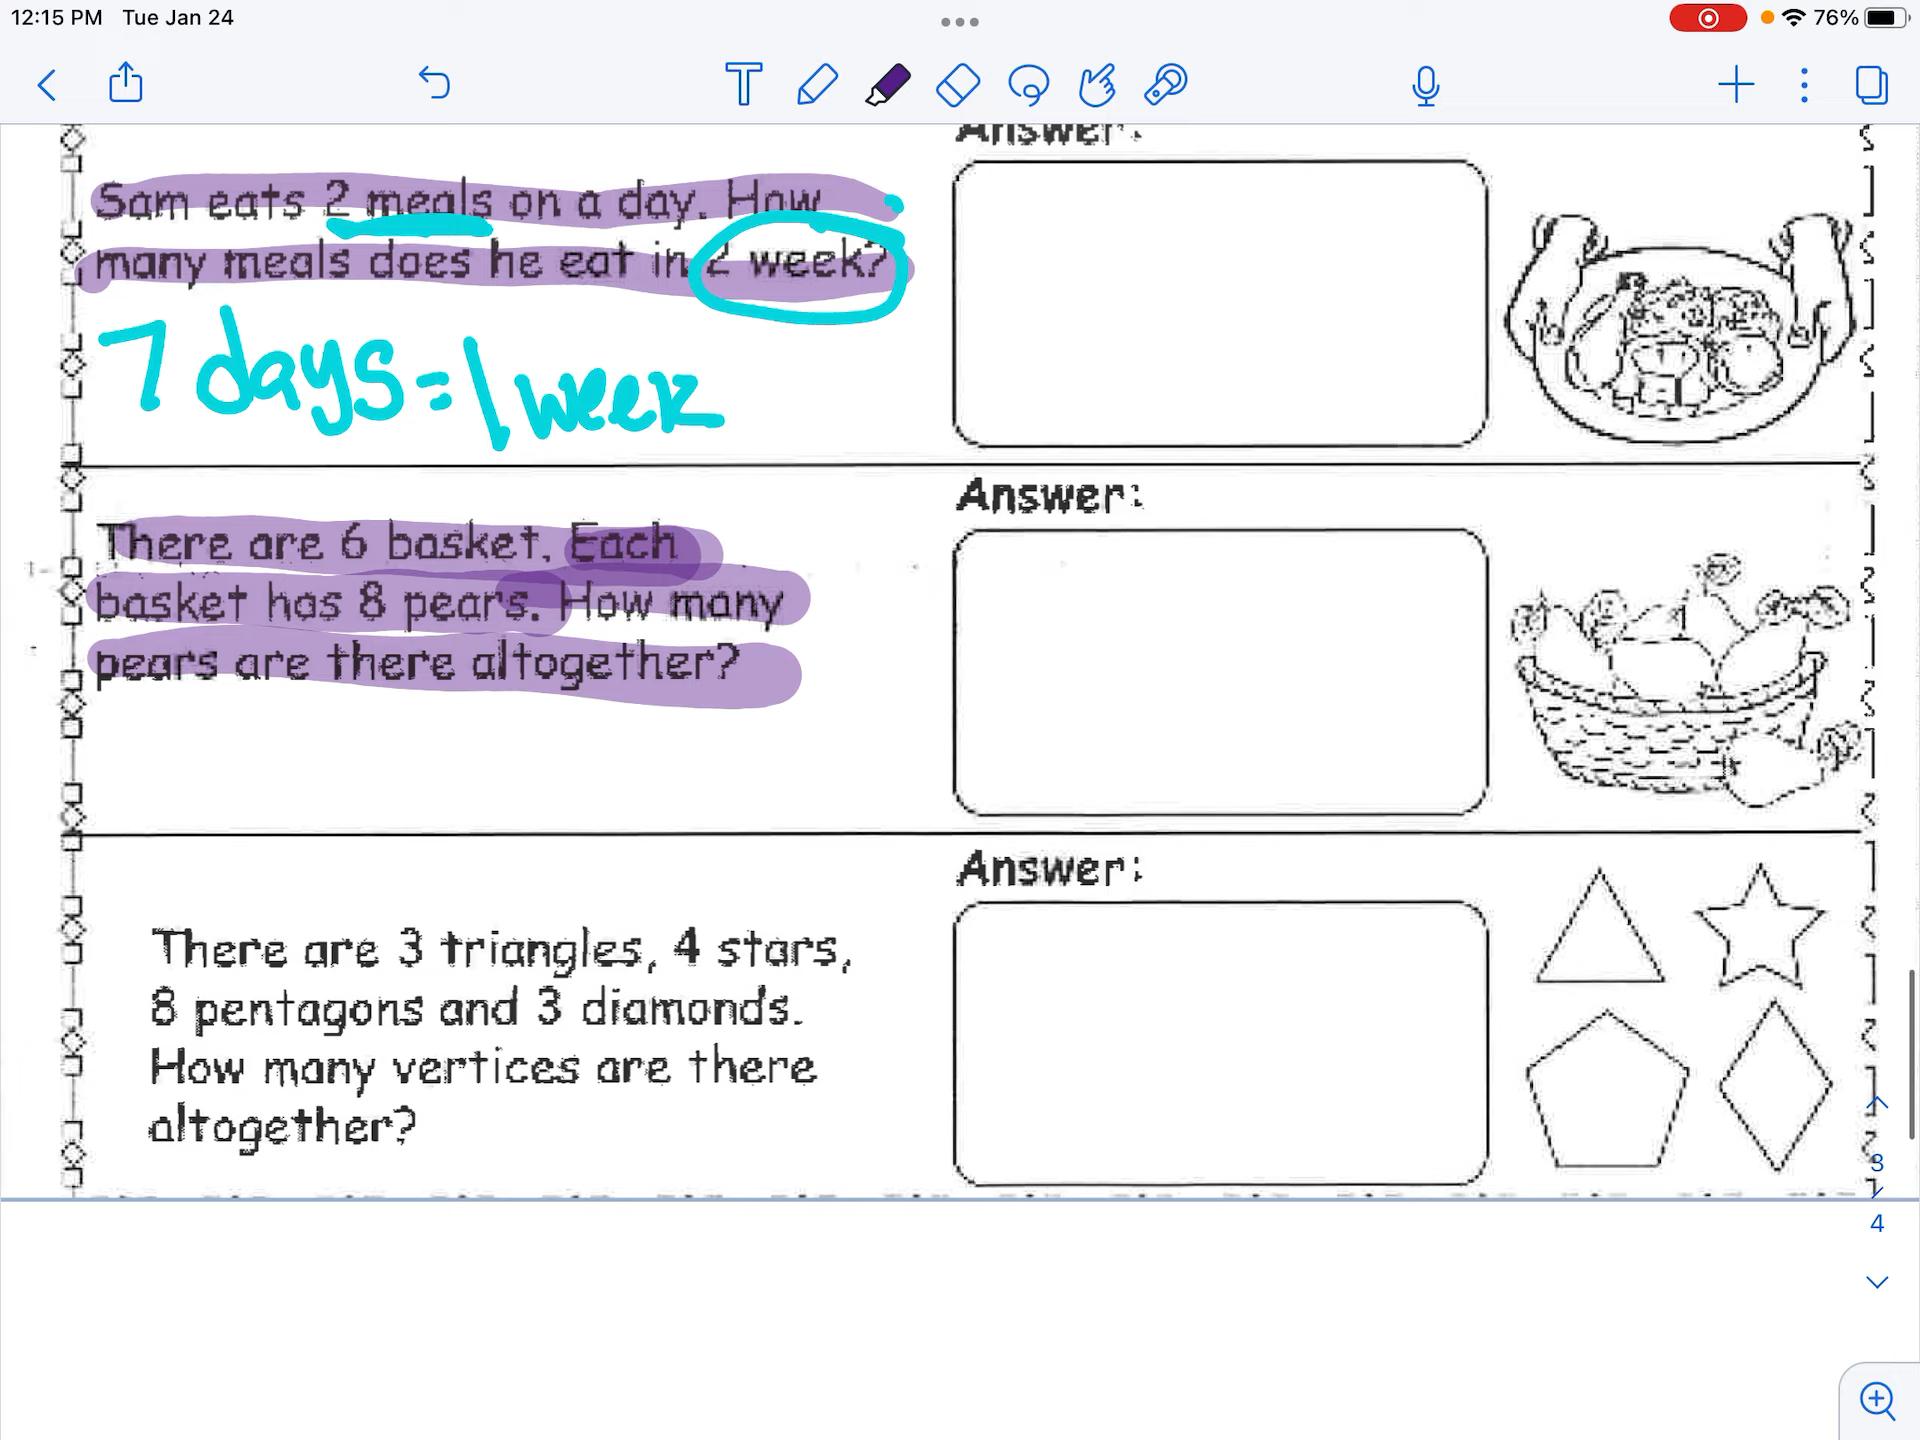 12:15 PM Tue Jan 24
76%
Answer:
Sam eats 2 meals on a day. How
many meals does he eat in 2 week?
7 days = 1 week
Answer:
There are 6 basket. Each
basket has 8 pears. How many
pears are there altogether?
Answer:
There are 3 triangles, 4 stars,
8 pentagons and 3 diamonds.
How many vertices are there
altogether?
3
4